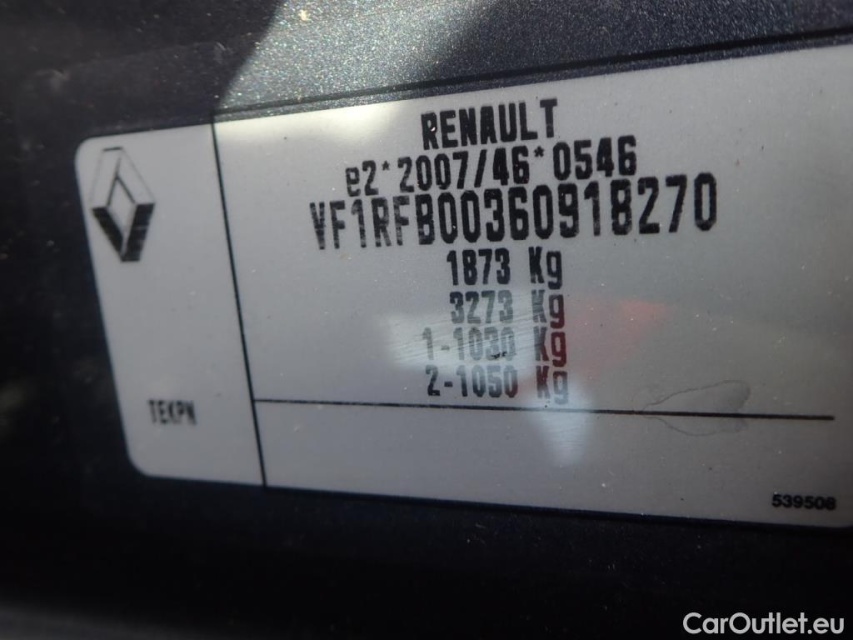 RENAULT
e2*2007/46*0546
VF1RFB00360918270
1873 Kg
3273 Kg
1-1030 Kg
2-1050 Kg
TEKPN
539508
CarOutlet.eu